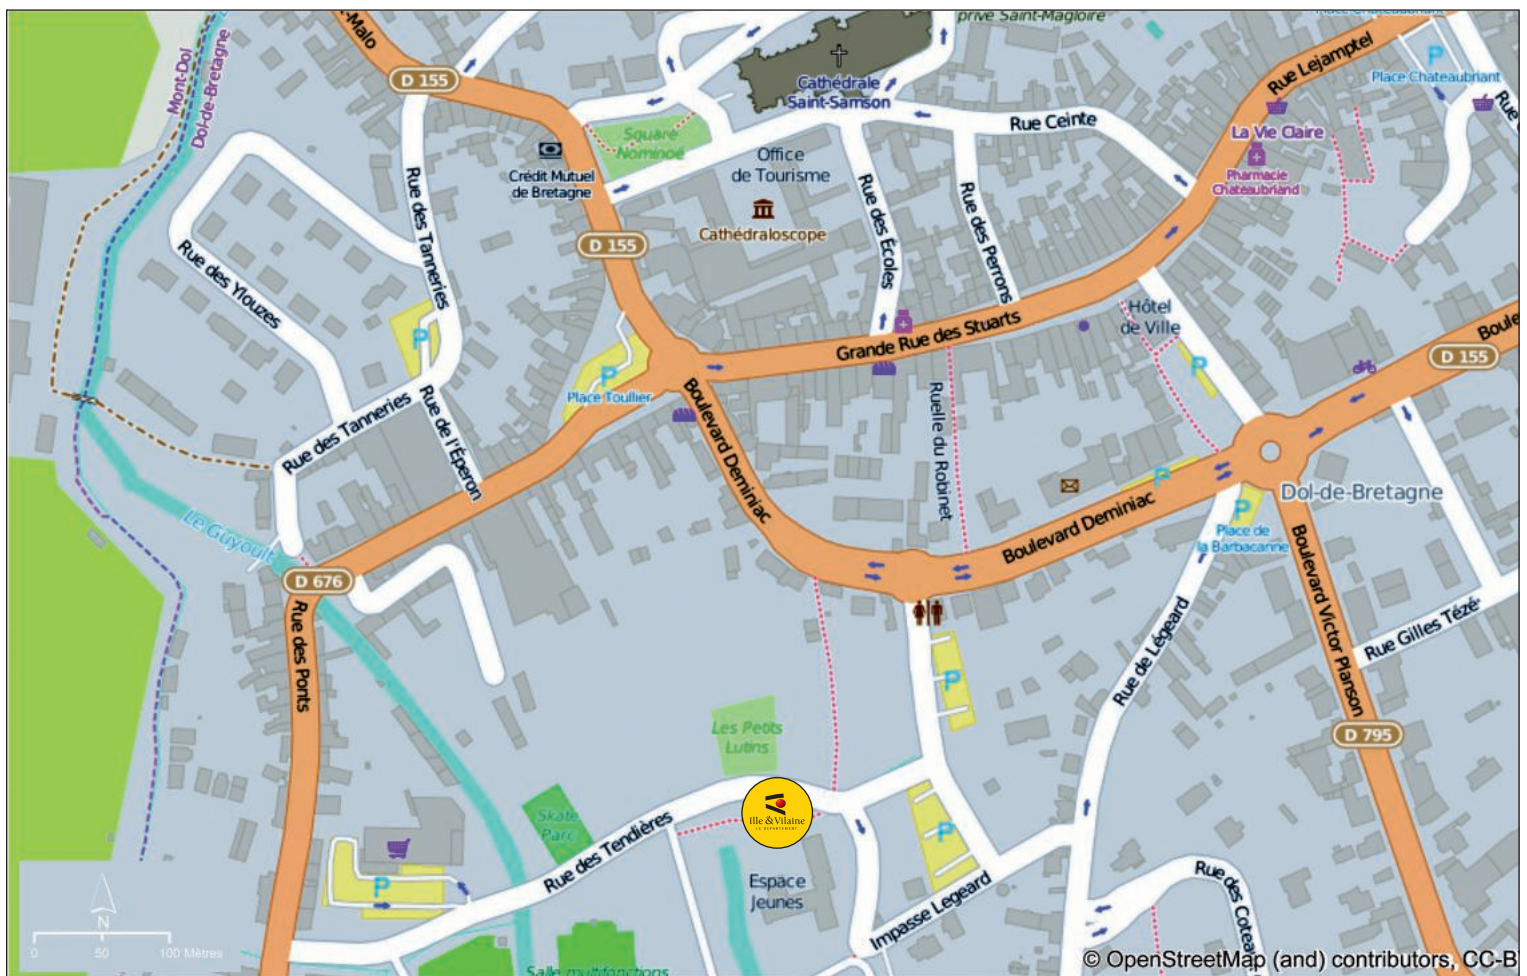 privé Saint-Magloire
Place Chateaubriant
-Malo
D 155
Mont-Dol
Dol-de-Bretagne
Cathédrale
Saint-Samson
Rue Lejamptel
P
Place Chateaubriant
Rue
Rue Ceinte
La Vie Claire
Square
Nominoë
Office
de Tourisme
Crédit Mutuel
de Bretagne
Pharmacie
Chateaubriand
Rue des Tanneries
Rue des Écoles
Rue des Perrons
Cathédraloscope
D 155
Rue des Ylouzes
P
Grande Rue des Stuarts
Hôtel
de Ville
P
Boule
D 155
P
Place Toullier
Rue des Tanneries
Rue de l'Éperon
Boulevard Deminiac
Ruelle du Robinet
P
Boulevard Deminiac
Dol-de-Bretagne
P
Place de
la Barbacanne
Le Guyoult
D 676
Rue des Ponts
Boulevard Victor Planson
Rue Gilles Tézé
Rue de Légeard
P
Les Petits
Lutins
D 795
Ille & Vilaine
LE DÉPARTEMENT
Skate
Parc
Rue des Tendières
P
P
Espace
Jeunes
Impasse Legeard
Rue des Cotea
N
0 50 100 Mètres
Salle multifonctions
© OpenStreetMap (and) contributors, CC-B